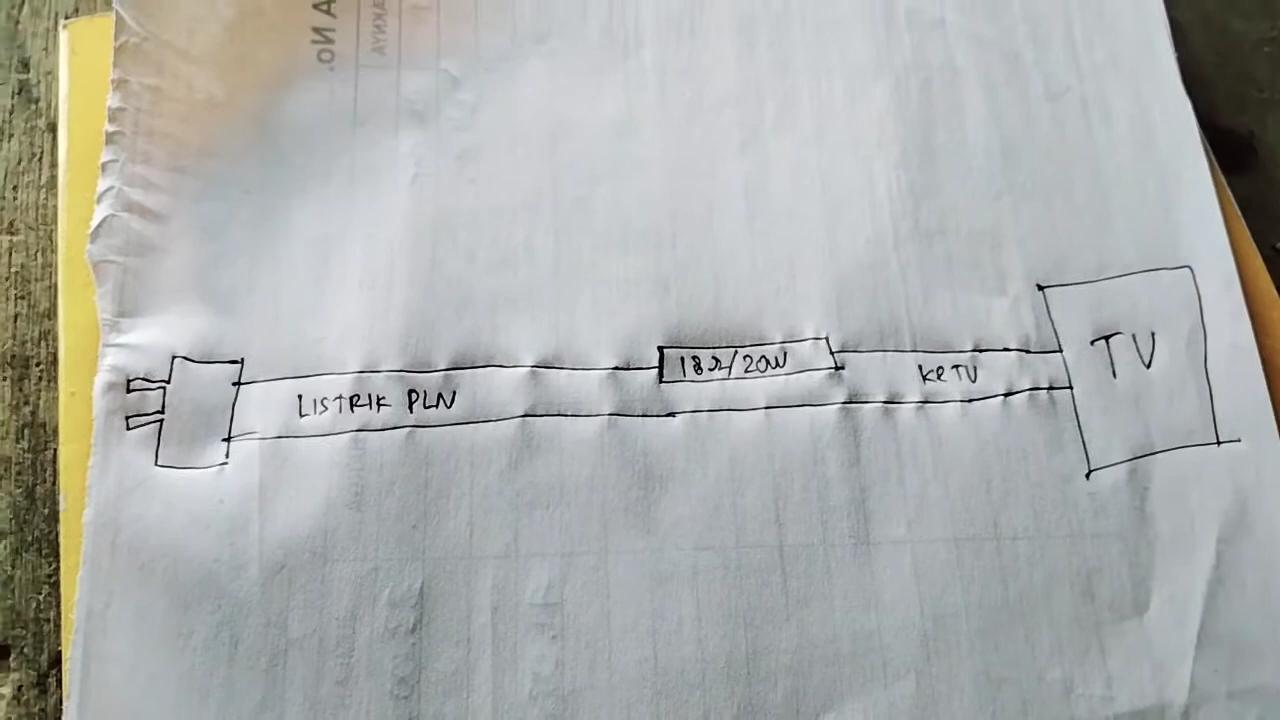 A No.
LISTRIK PLN
18Ω/20W
KE TV
TV